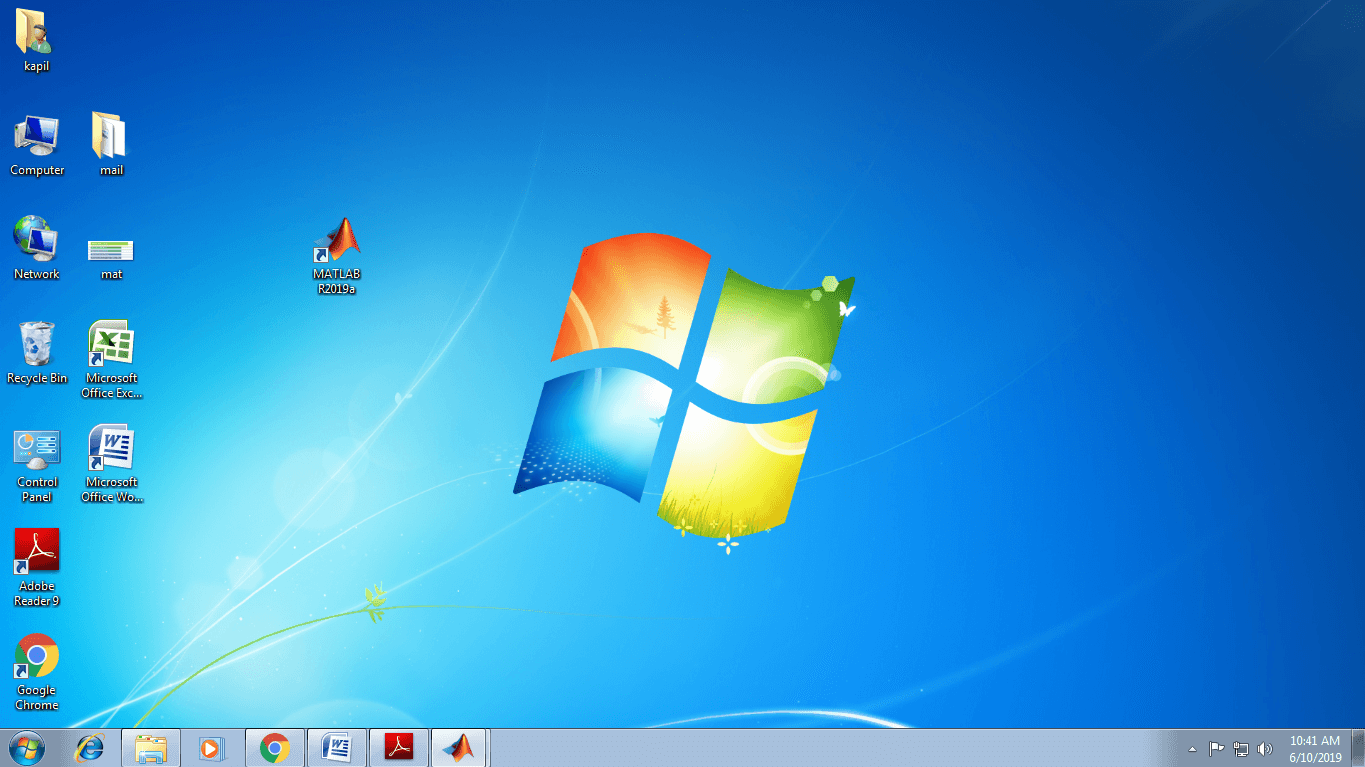 kapil
Computer
mail
Network
mat
MATLAB
R2019a
Recycle Bin
Microsoft
Office Exc...
Control
Panel
Microsoft
Office Wo...
Adobe
Reader 9
Google
Chrome
10:41 AM
6/10/2019